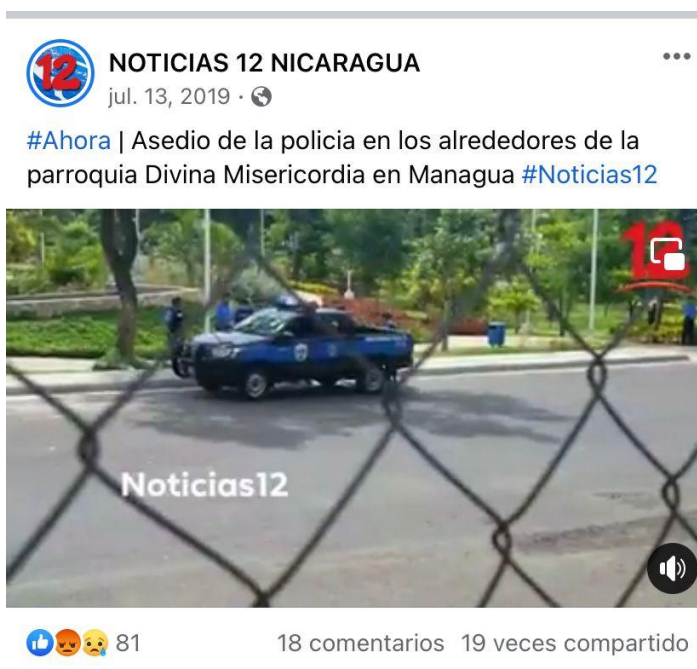 12
NOTICIAS 12 NICARAGUA
jul. 13, 2019 ·
#Ahora | Asedio de la policia en los alrededores de la
parroquia Divina Misericordia en Managua #Noticias12
12
Noticias12
81
18 comentarios 19 veces compartido